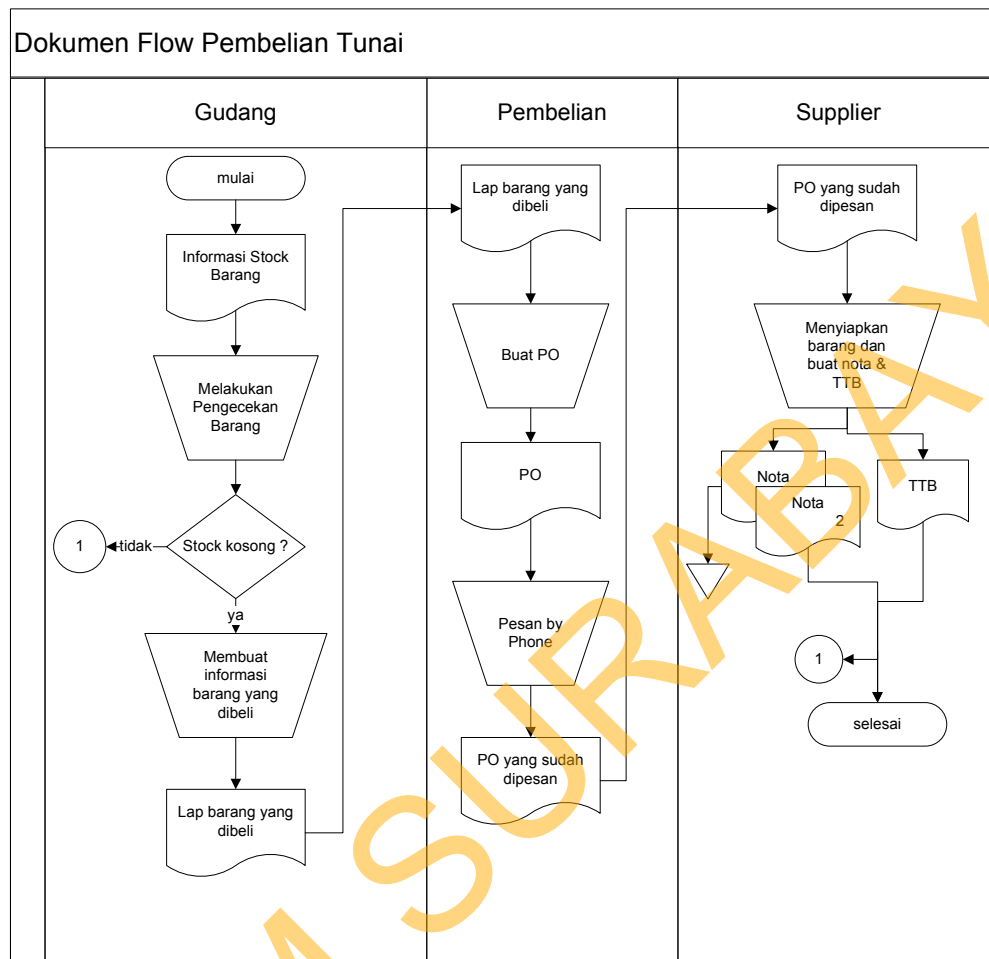 Dokumen Flow Pembelian Tunai
Gudang
Pembelian
Supplier
mulai
Informasi Stock
Barang
Melakukan
Pengecekan
Barang
Stock kosong ?
tidak
1
ya
Membuat
informasi
barang yang
dibeli
Lap barang yang
dibeli
Lap barang yang
dibeli
Buat PO
PO
Pesan by
Phone
PO yang sudah
dipesan
PO yang sudah
dipesan
Menyiapkan
barang dan
buat nota &
TTB
Nota
Nota
2
TTB
1
selesai
M SURABAY